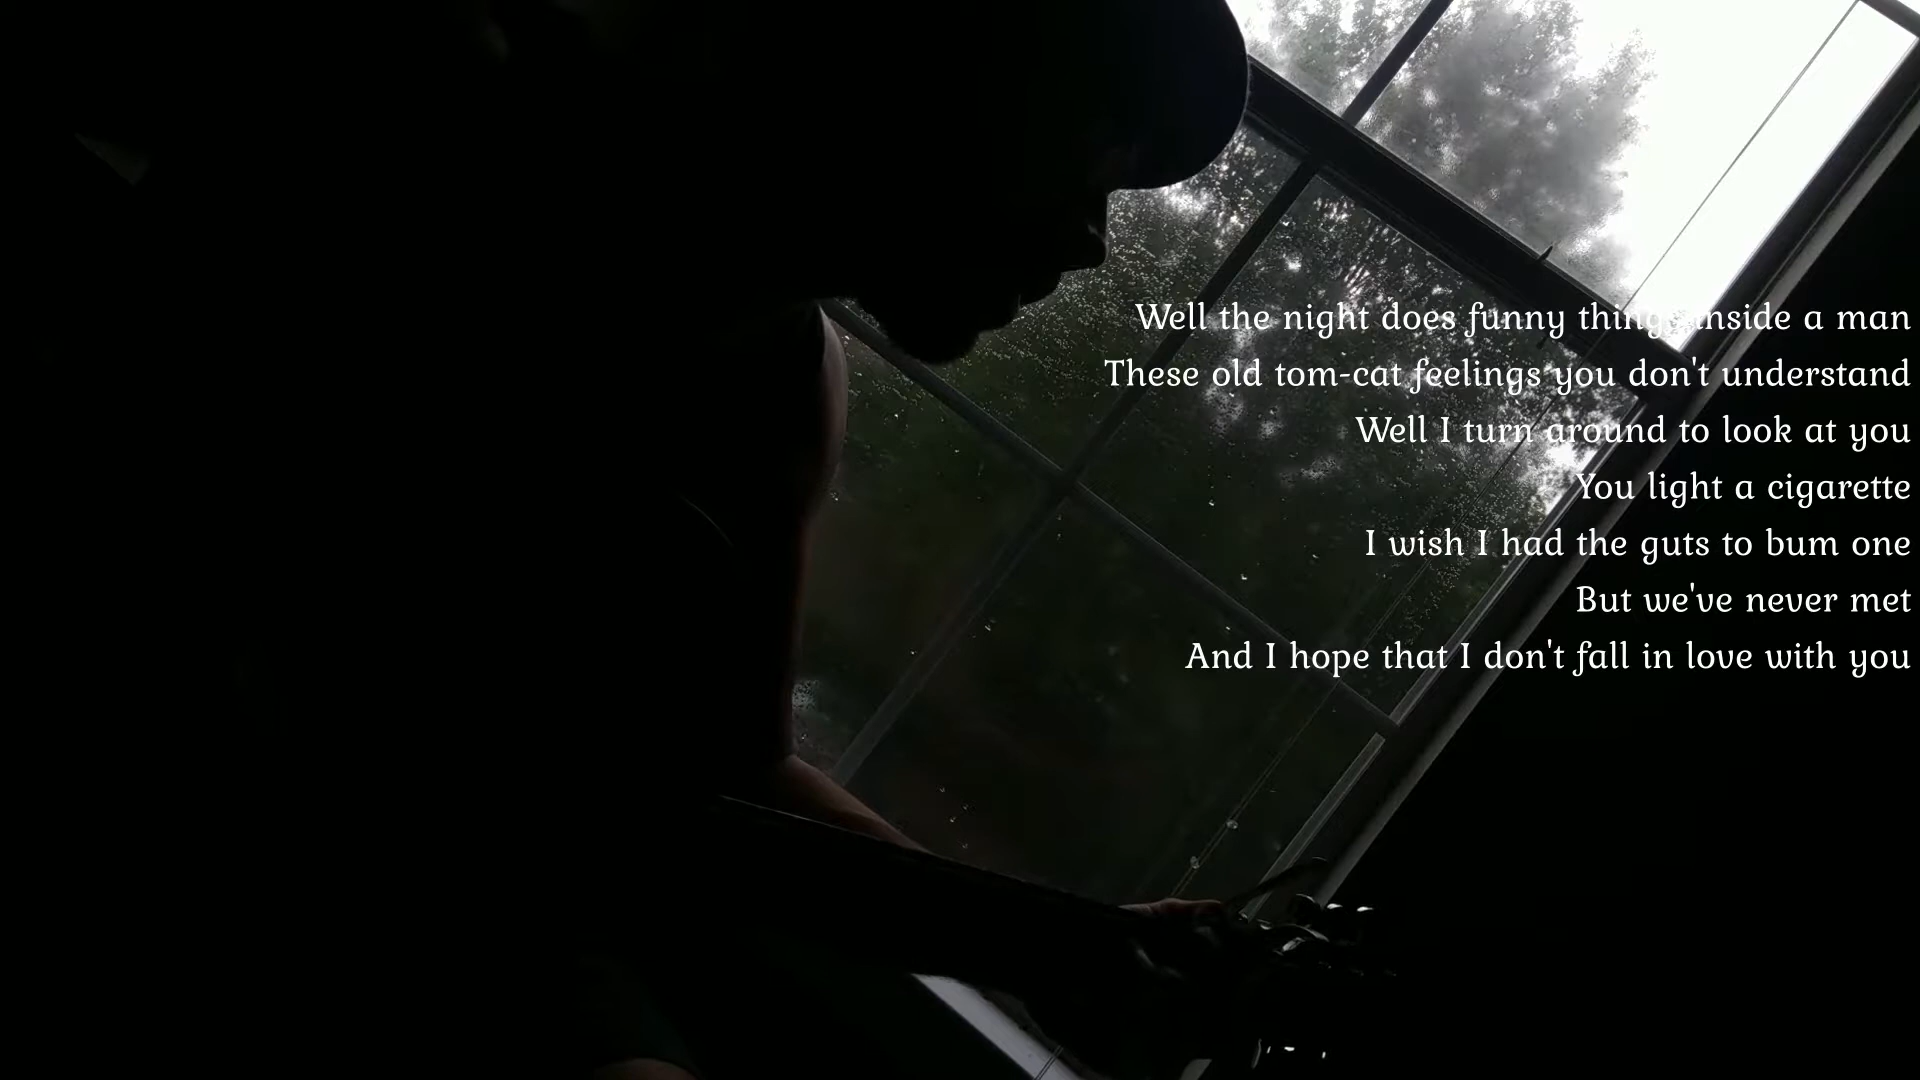 Well the night does funny things inside a man
These old tom-cat feelings you don't understand
Well I turn around to look at you
You light a cigarette
I wish I had the guts to bum one
But we've never met
And I hope that I don't fall in love with you